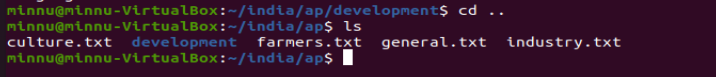 minnu@minnu-VirtualBox:~/india/ap/development$ cd ..
minnu@minnu-VirtualBox:~/india/ap$ ls
culture.txt  development  farmers.txt  general.txt  industry.txt
minnu@minnu-VirtualBox:~/india/ap$